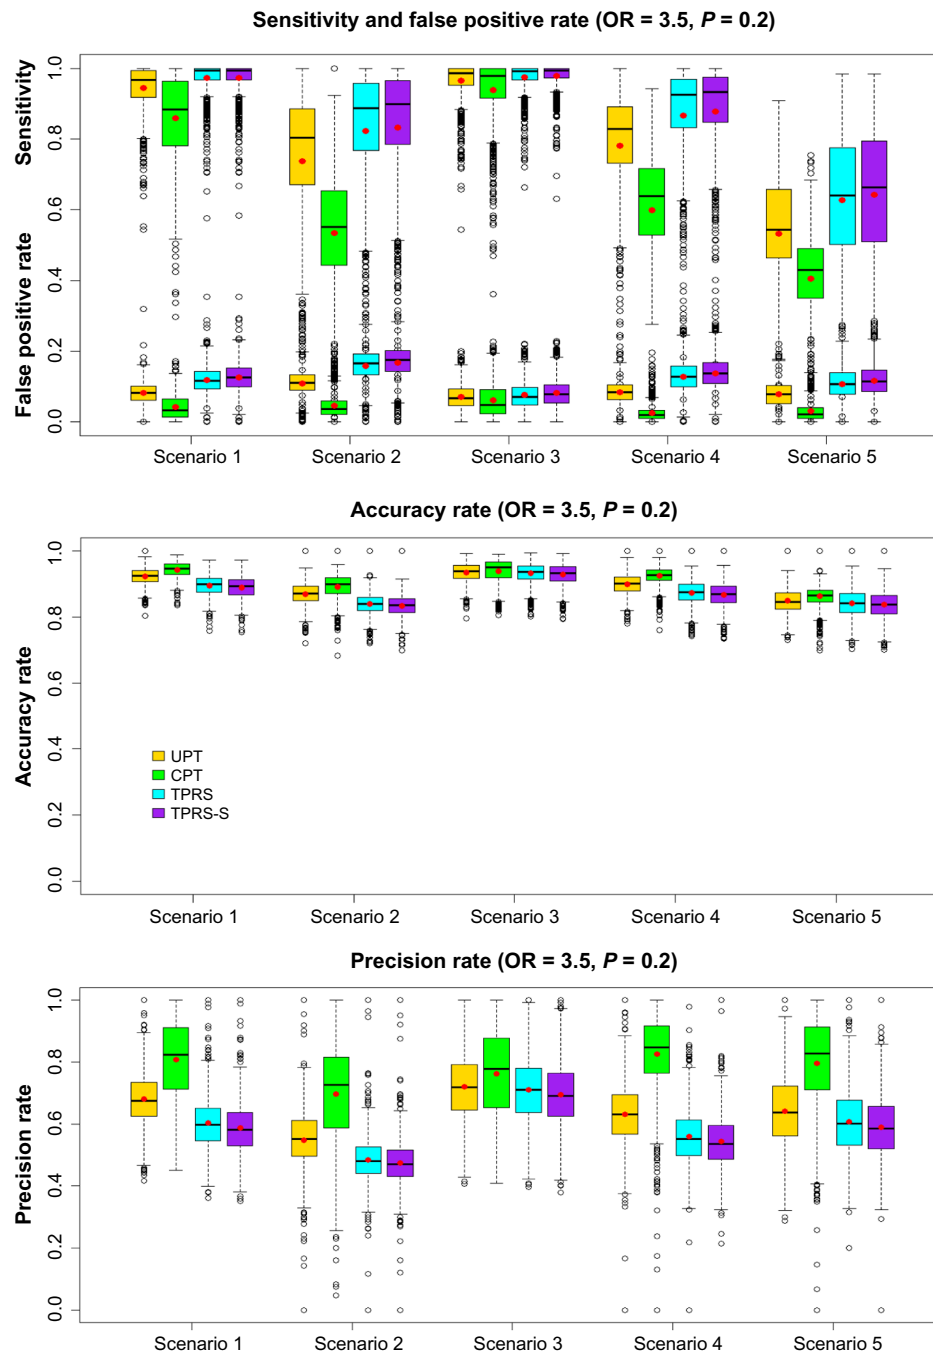 Sensitivity and false positive rate (OR = 3.5, P = 0.2)
Sensitivity
False positive rate
1.0
0.8
0.6
0.4
0.2
0.0
Scenario 1 Scenario 2 Scenario 3 Scenario 4 Scenario 5
Accuracy rate (OR = 3.5, P = 0.2)
Accuracy rate
1.0
0.8
0.6
0.4
0.2
0.0
UPT
CPT
TPRS
TPRS-S
Scenario 1 Scenario 2 Scenario 3 Scenario 4 Scenario 5
Precision rate (OR = 3.5, P = 0.2)
Precision rate
1.0
0.8
0.6
0.4
0.2
0.0
Scenario 1 Scenario 2 Scenario 3 Scenario 4 Scenario 5